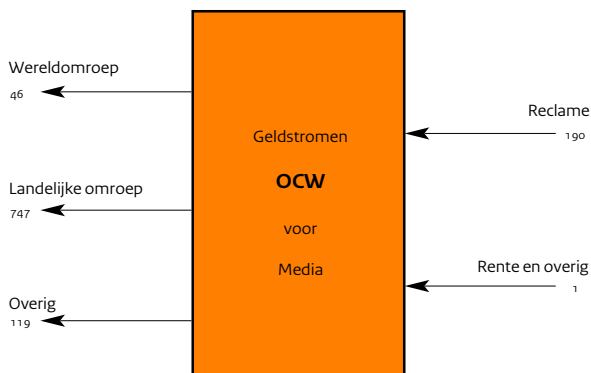 Wereldomroep
46
Landelijke omroep
747
Overig
119
Geldstromen
OCW
voor
Media
Reclame
190
Rente en overig
1